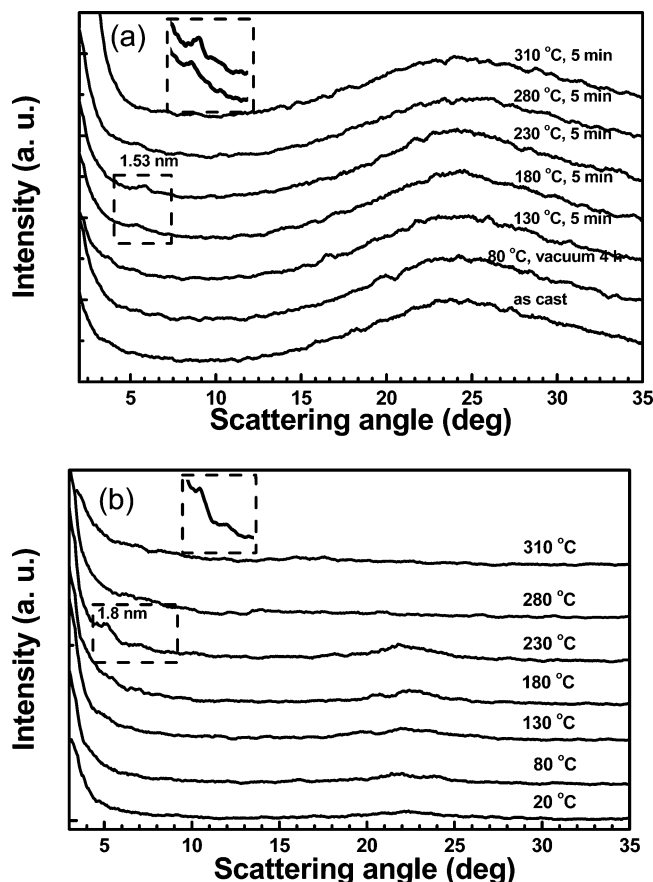 (a)
310 °C, 5 min
280 °C, 5 min
230 °C, 5 min
1.53 nm
180 °C, 5 min
130 °C, 5 min
80 °C, vacuum 4 h
as cast
Intensity (a. u.)
5 10 15 20 25 30 35
Scattering angle (deg)
(b)
310 °C
280 °C
1.8 nm
230 °C
180 °C
130 °C
80 °C
20 °C
Intensity (a. u.)
5 10 15 20 25 30 35
Scattering angle (deg)